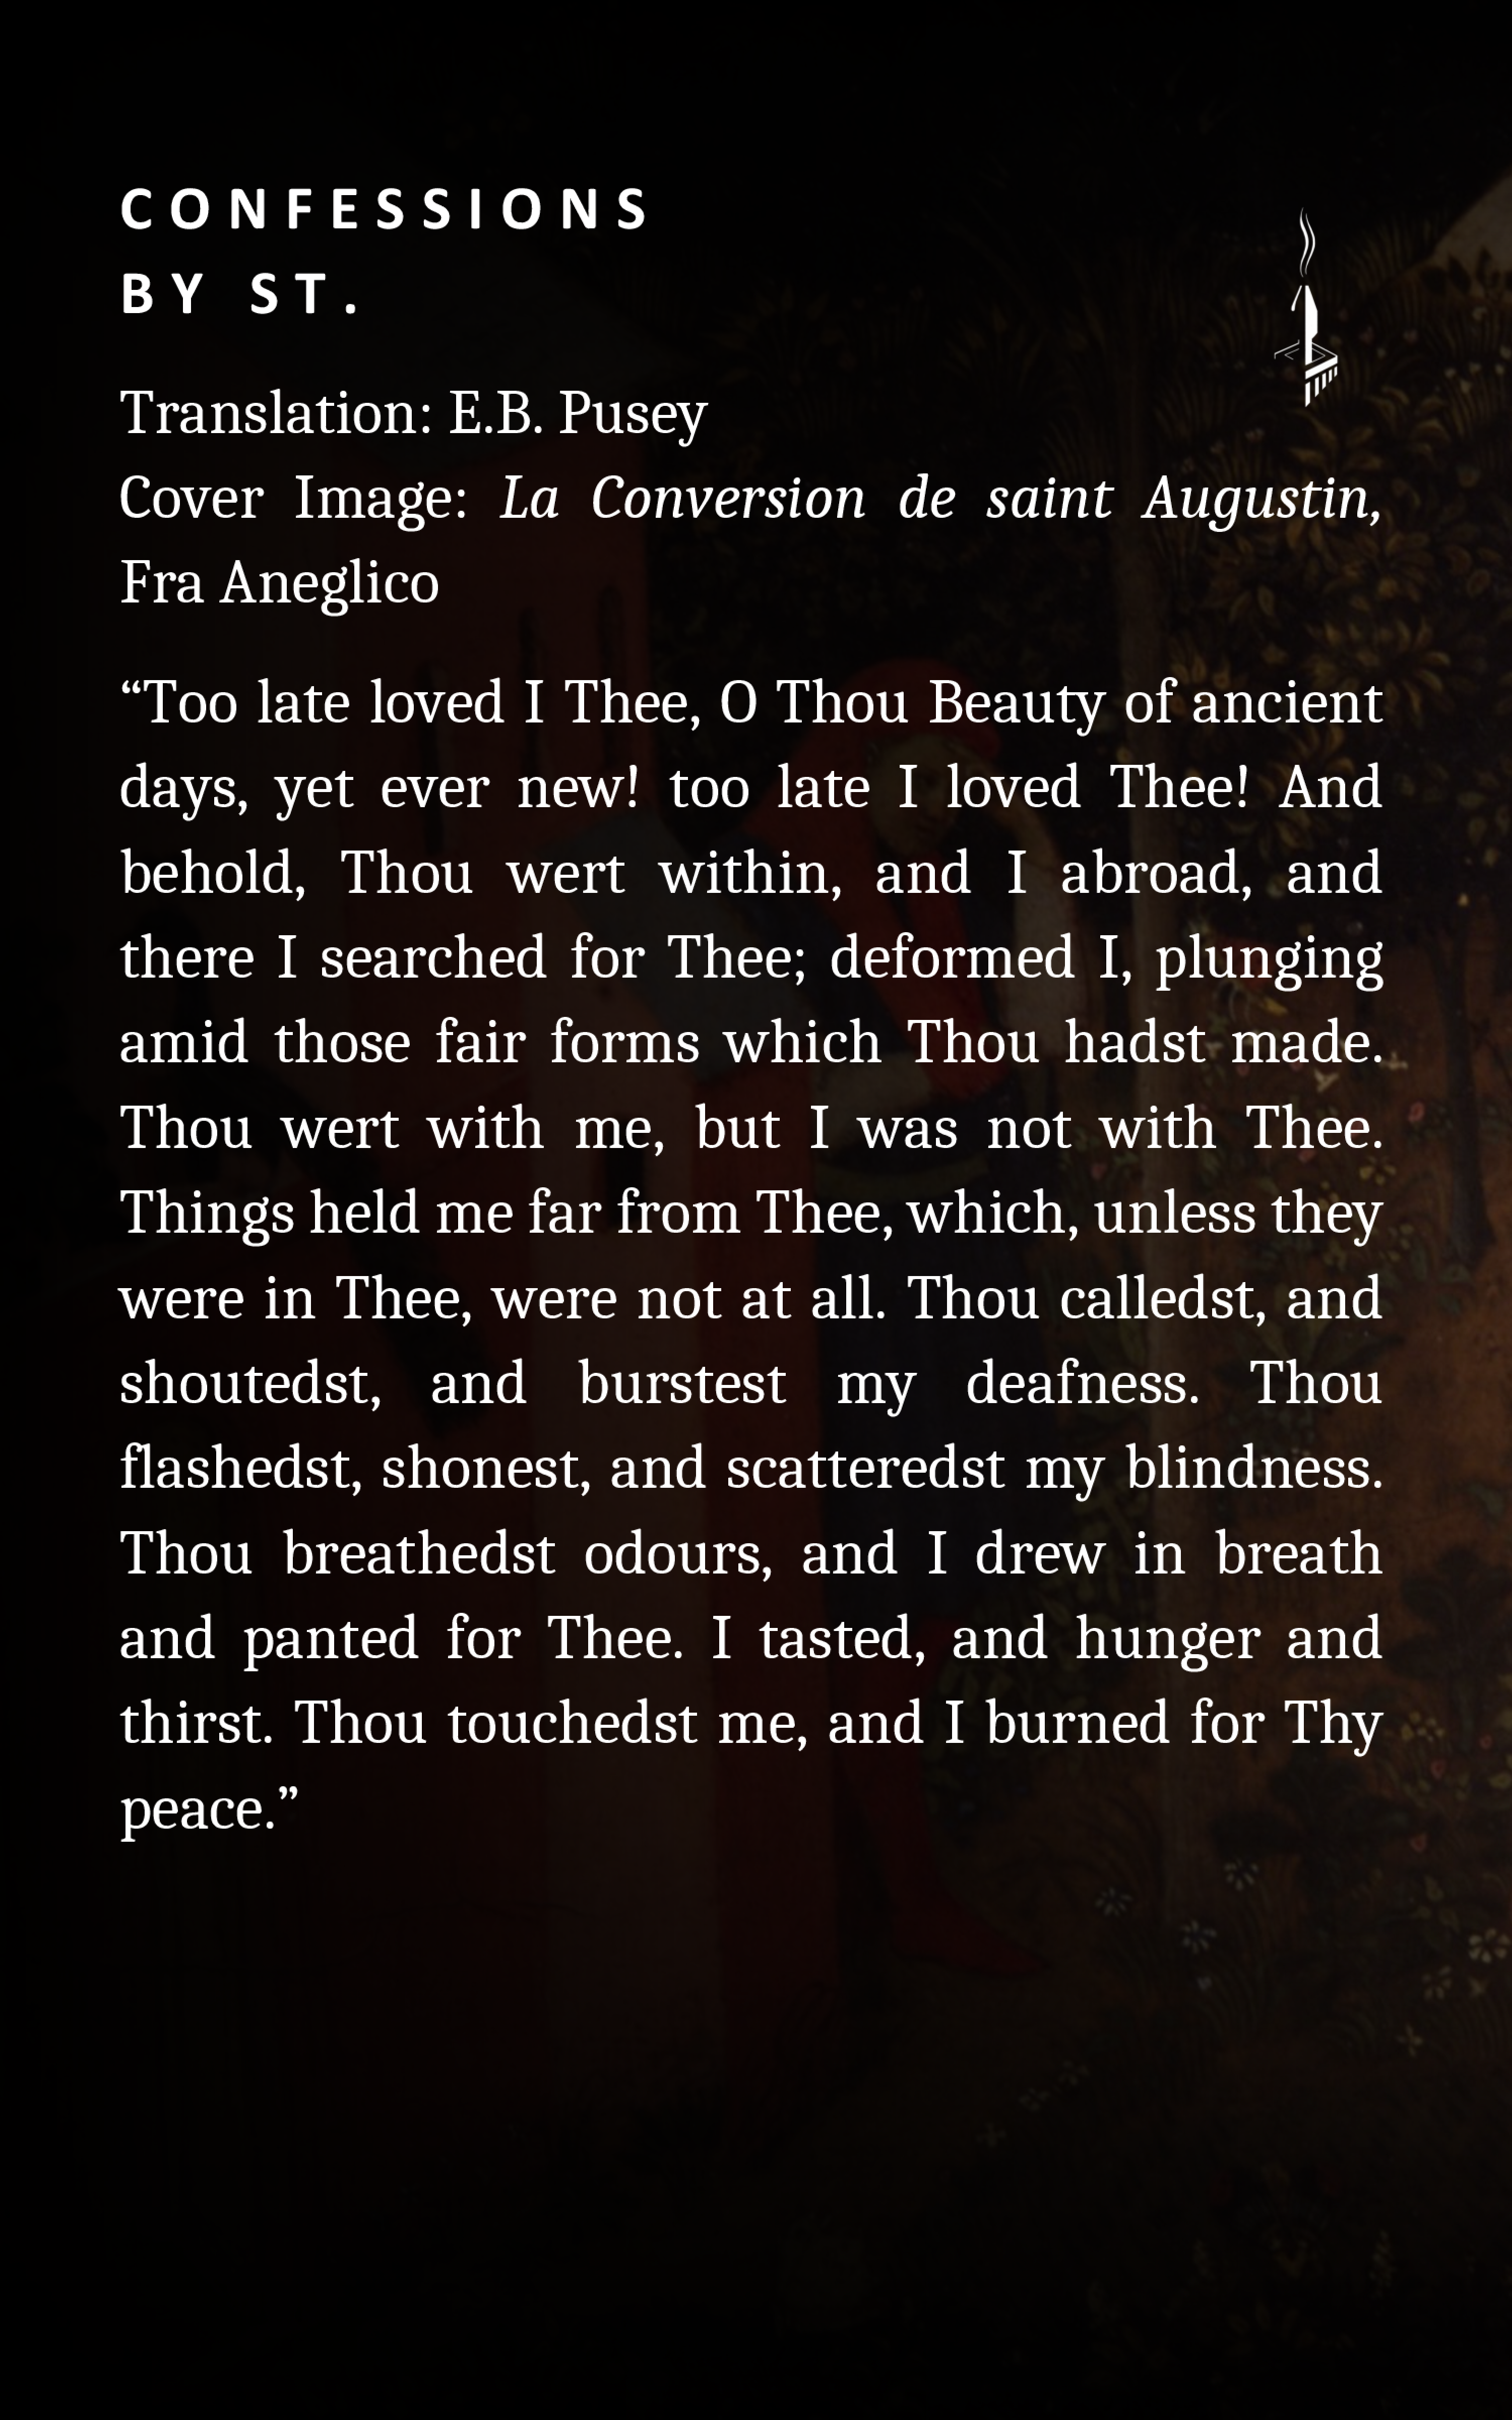 CONFESSIONS
BY ST.
Translation: E.B. Pusey
Cover Image: La Conversion de saint Augustin,
Fra Aneglico
“Too late loved I Thee, O Thou Beauty of ancient
days, yet ever new! too late I loved Thee! And
behold, Thou wert within, and I abroad, and
there I searched for Thee; deformed I, plunging
amid those fair forms which Thou hadst made.
Thou wert with me, but I was not with Thee.
Things held me far from Thee, which, unless they
were in Thee, were not at all. Thou calledst, and
shoutedst, and burstest my deafness. Thou
flashedst, shonest, and scatteredst my blindness.
Thou breathedst odours, and I drew in breath
and panted for Thee. I tasted, and hunger and
thirst. Thou touchedst me, and I burned for Thy
peace.”